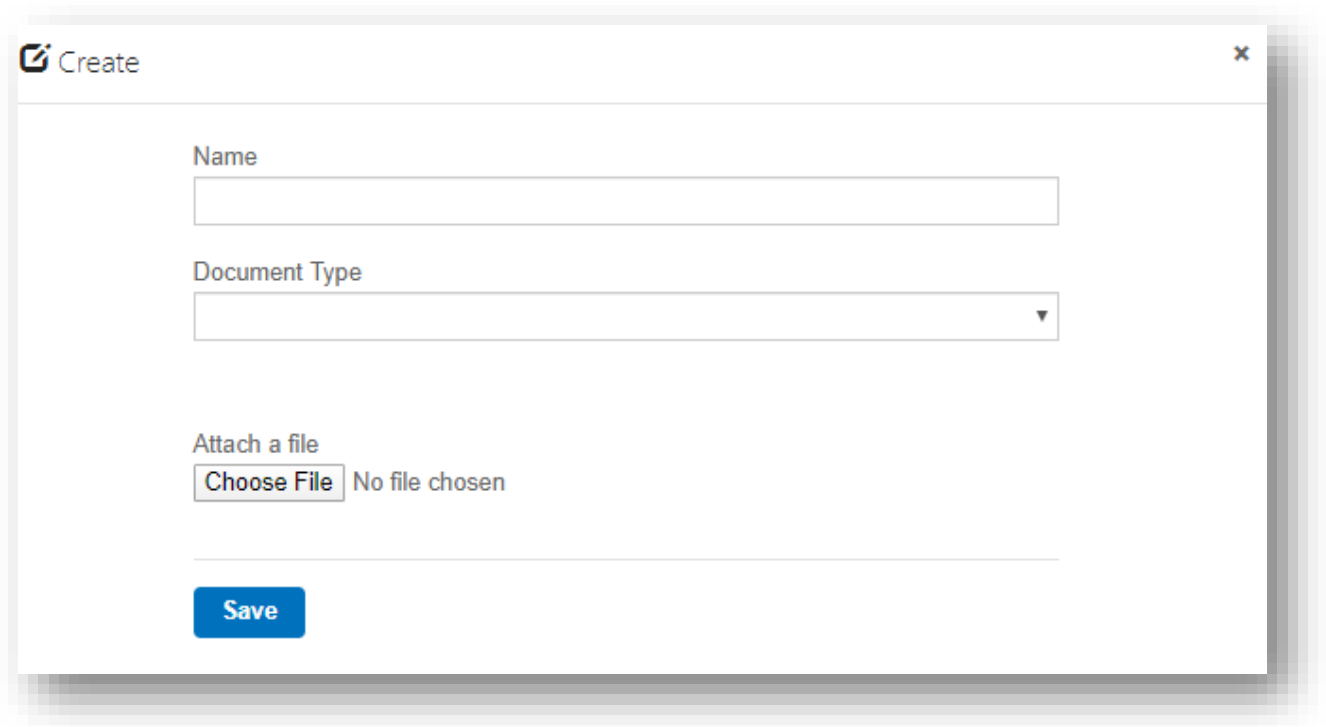 Create
Name
Document Type
Attach a file
Choose File No file chosen
Save